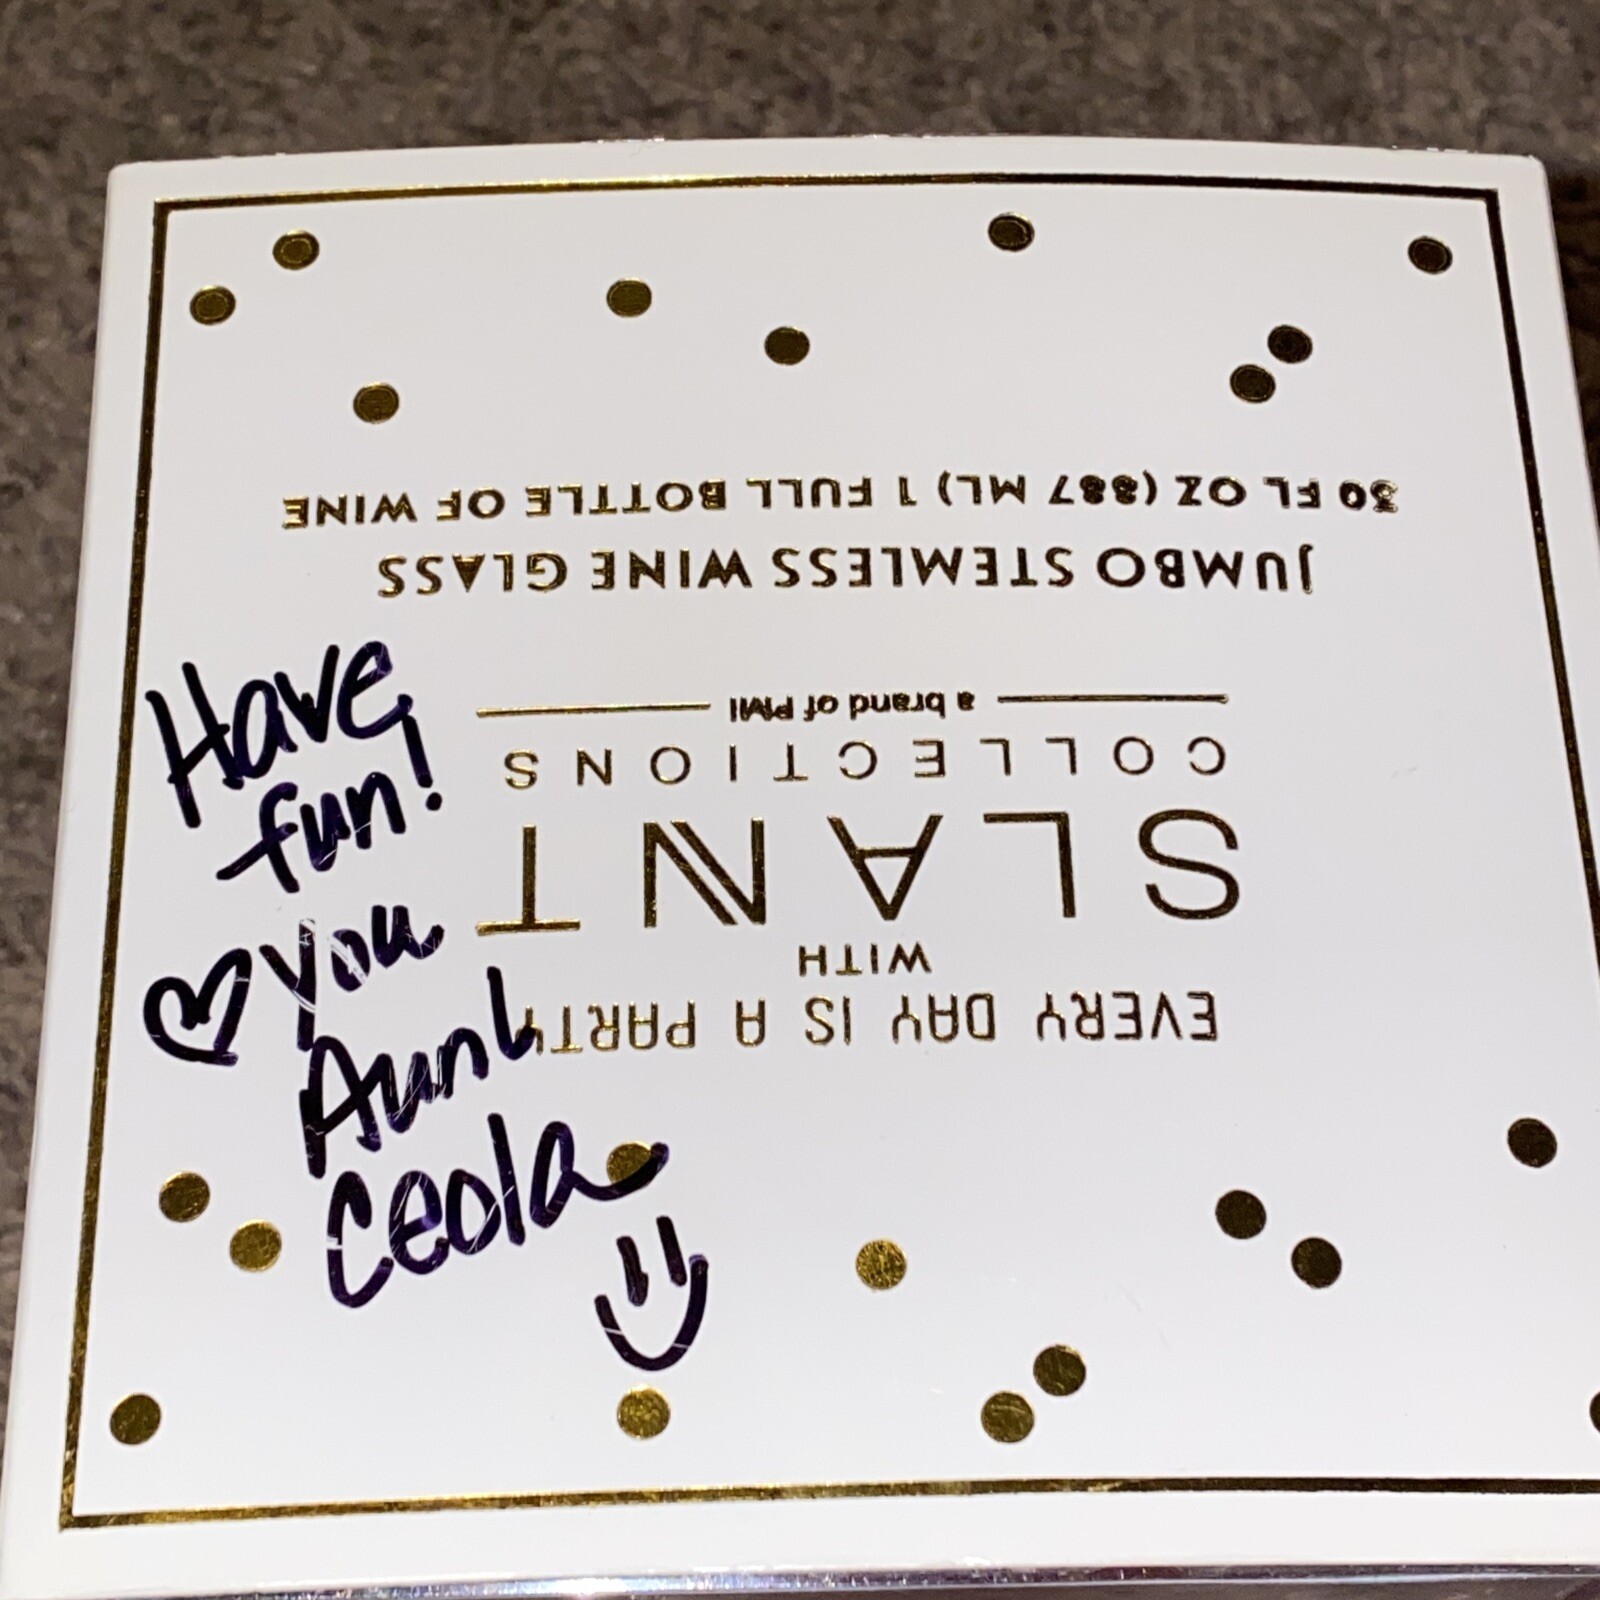 Have
fun!
♡ you
Aunt
Ceola
EVERY DAY IS A PARTY
WITH
SLANT
COLLECTIONS
a brand of PMI
JUMBO STEMLESS WINE GLASS
30 FL OZ (887 ML) 1 FULL BOTTLE OF WINE